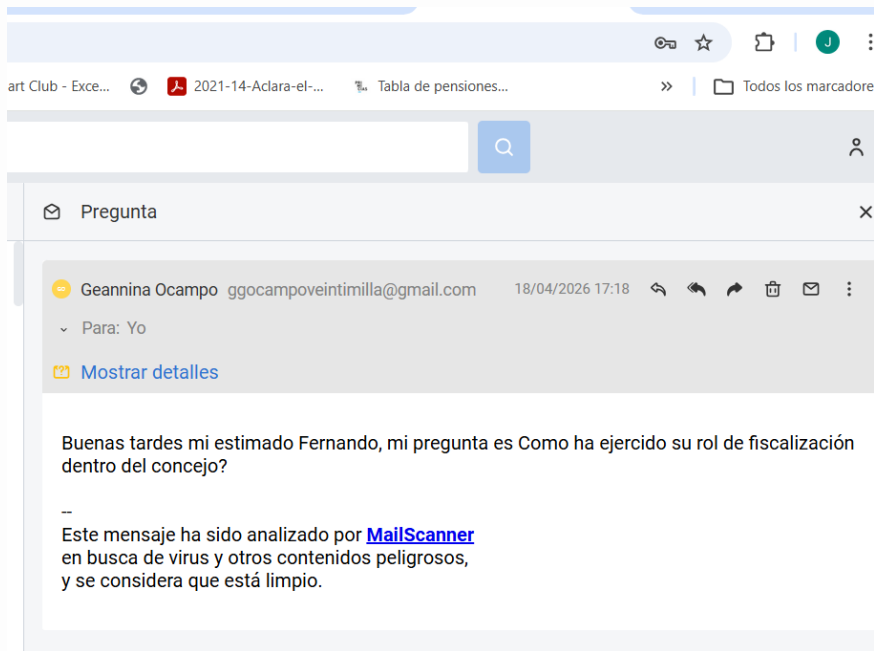 art Club - Exce...
2021-14-Aclara-el-...
Tabla de pensiones...
»
Todos los marcadore
J
Pregunta
Geannina Ocampo ggocampoveintimilla@gmail.com 18/04/2026 17:18
Para: Yo
Mostrar detalles
Buenas tardes mi estimado Fernando, mi pregunta es Como ha ejercido su rol de fiscalización
dentro del concejo?
--
Este mensaje ha sido analizado por MailScanner
en busca de virus y otros contenidos peligrosos,
y se considera que está limpio.